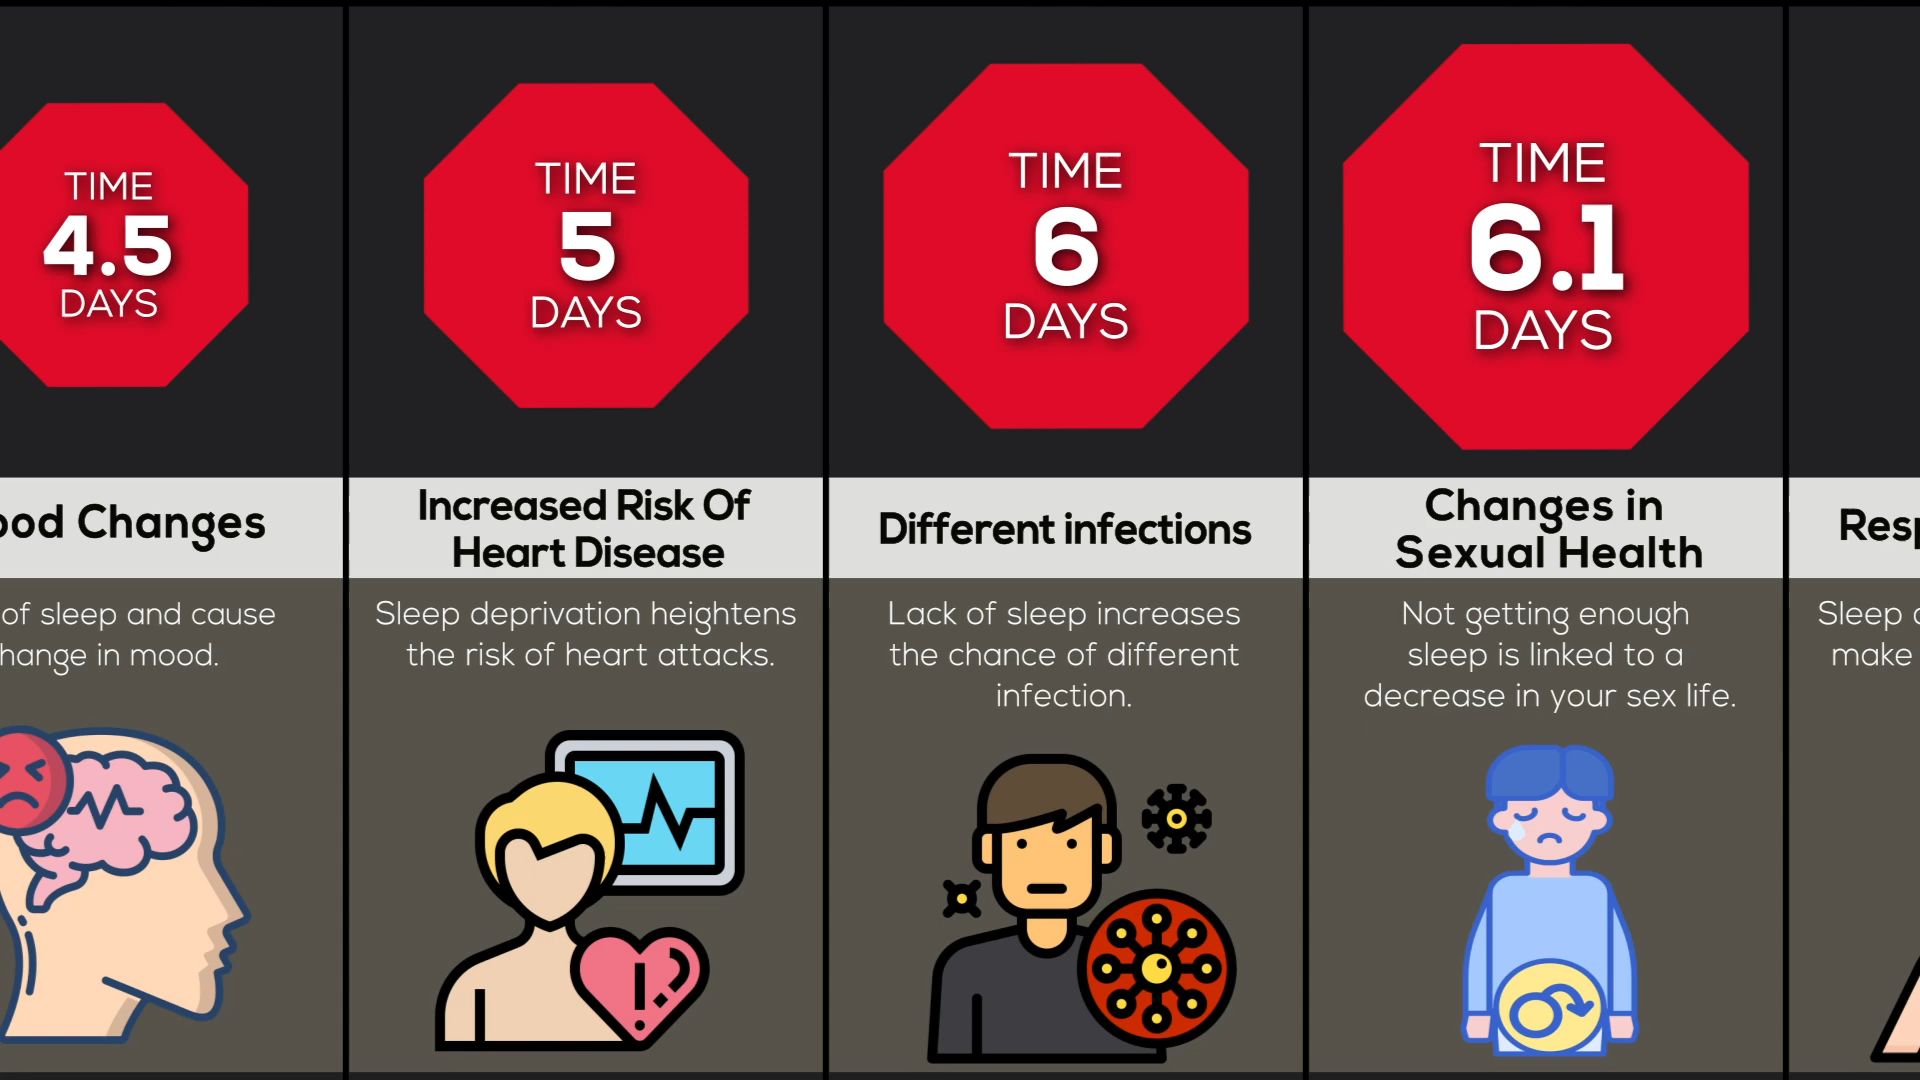 TIME
4.5
DAYS
ood Changes
of sleep and cause
hange in mood.
TIME
5
DAYS
Increased Risk Of
Heart Disease
Sleep deprivation heightens
the risk of heart attacks.
TIME
6
DAYS
Different infections
Lack of sleep increases
the chance of different
infection.
TIME
6.1
DAYS
Changes in
Sexual Health
Not getting enough
sleep is linked to a
decrease in your sex life.
Resp
Sleep
make